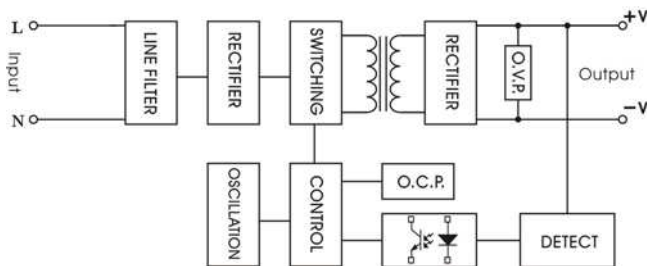 L
Input
N
LINE FILTER
RECTIFIER
SWITCHING
RECTIFIER
O.V.P.
+V
Output
-V
OSCILLATION
CONTROL
O.C.P.
DETECT